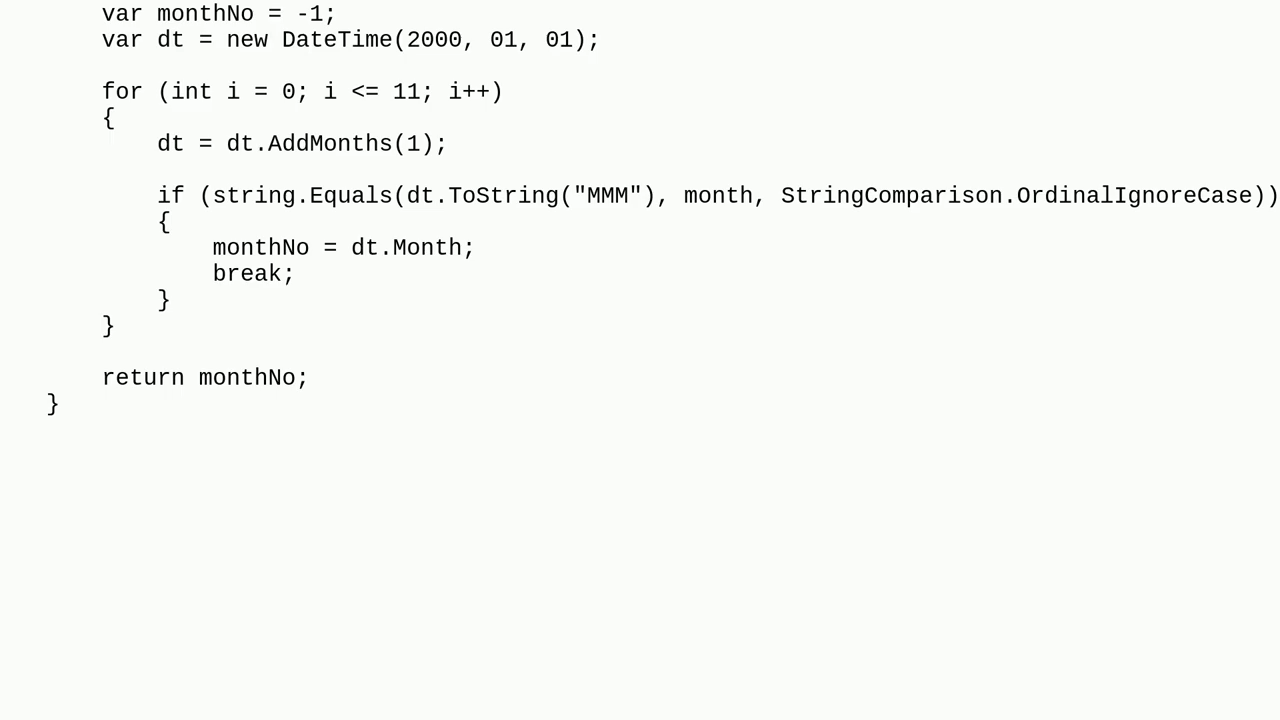 var monthNo = -1;
var dt = new DateTime(2000, 01, 01);
for (int i = 0; i <= 11; i++)
{
dt = dt.AddMonths(1);
if (string.Equals(dt.ToString("MMM"), month, StringComparison.OrdinalIgnoreCase))
{
monthNo = dt.Month;
break;
}
}
return monthNo;
}